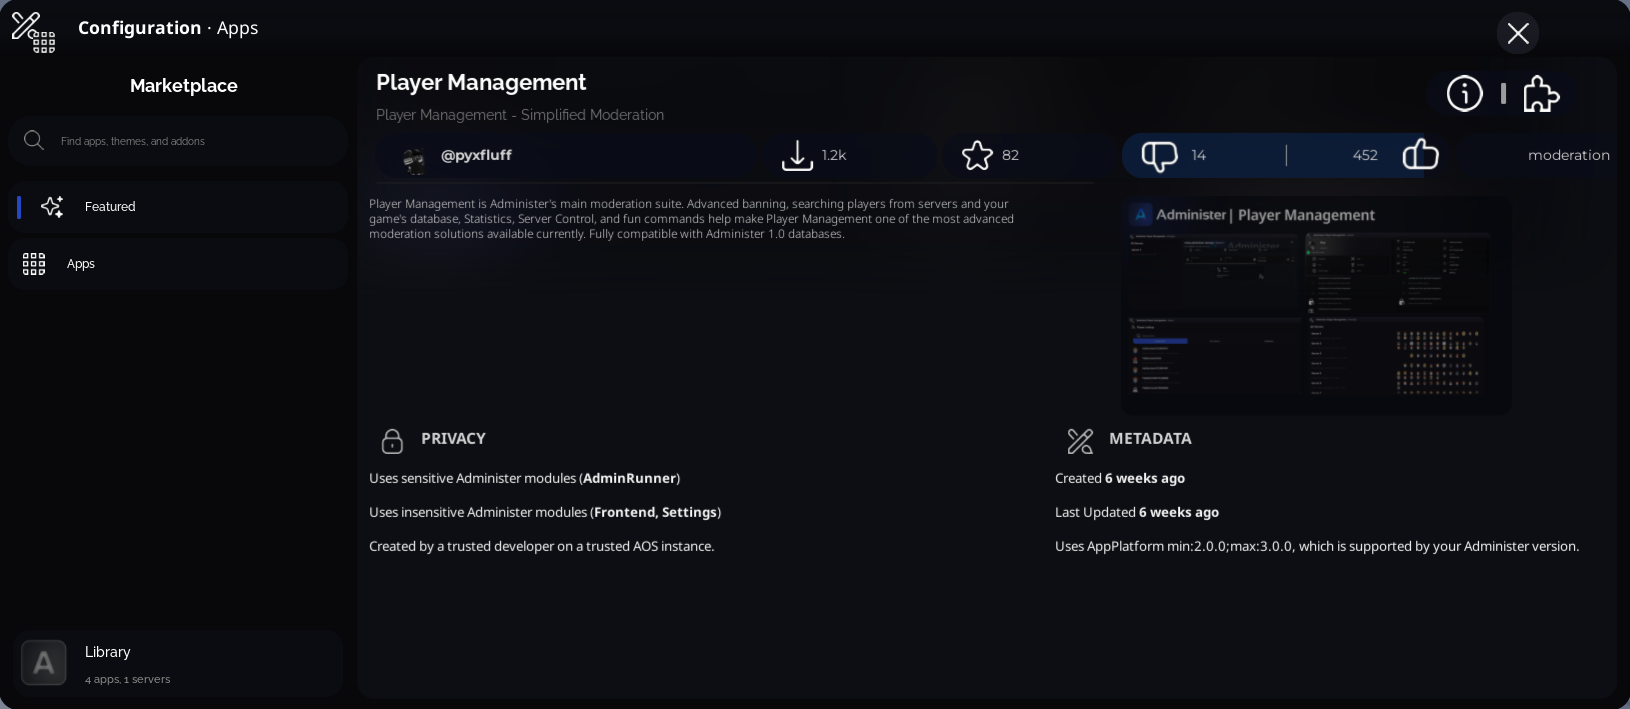 Configuration · Apps
Marketplace
Find apps, themes, and addons
Featured
Apps
Library
4 apps, 1 servers
Player Management
Player Management - Simplified Moderation
@pyxfluff
1.2k
82
14
452
moderation
Player Management is Administer's main moderation suite. Advanced banning, searching players from servers and your
game's database, Statistics, Server Control, and fun commands help make Player Management one of the most advanced
moderation solutions available currently. Fully compatible with Administer 1.0 databases.
Administer | Player Management
PRIVACY
Uses sensitive Administer modules (AdminRunner)
Uses insensitive Administer modules (Frontend, Settings)
Created by a trusted developer on a trusted AOS instance.
METADATA
Created 6 weeks ago
Last Updated 6 weeks ago
Uses AppPlatform min:2.0.0;max:3.0.0, which is supported by your Administer version.